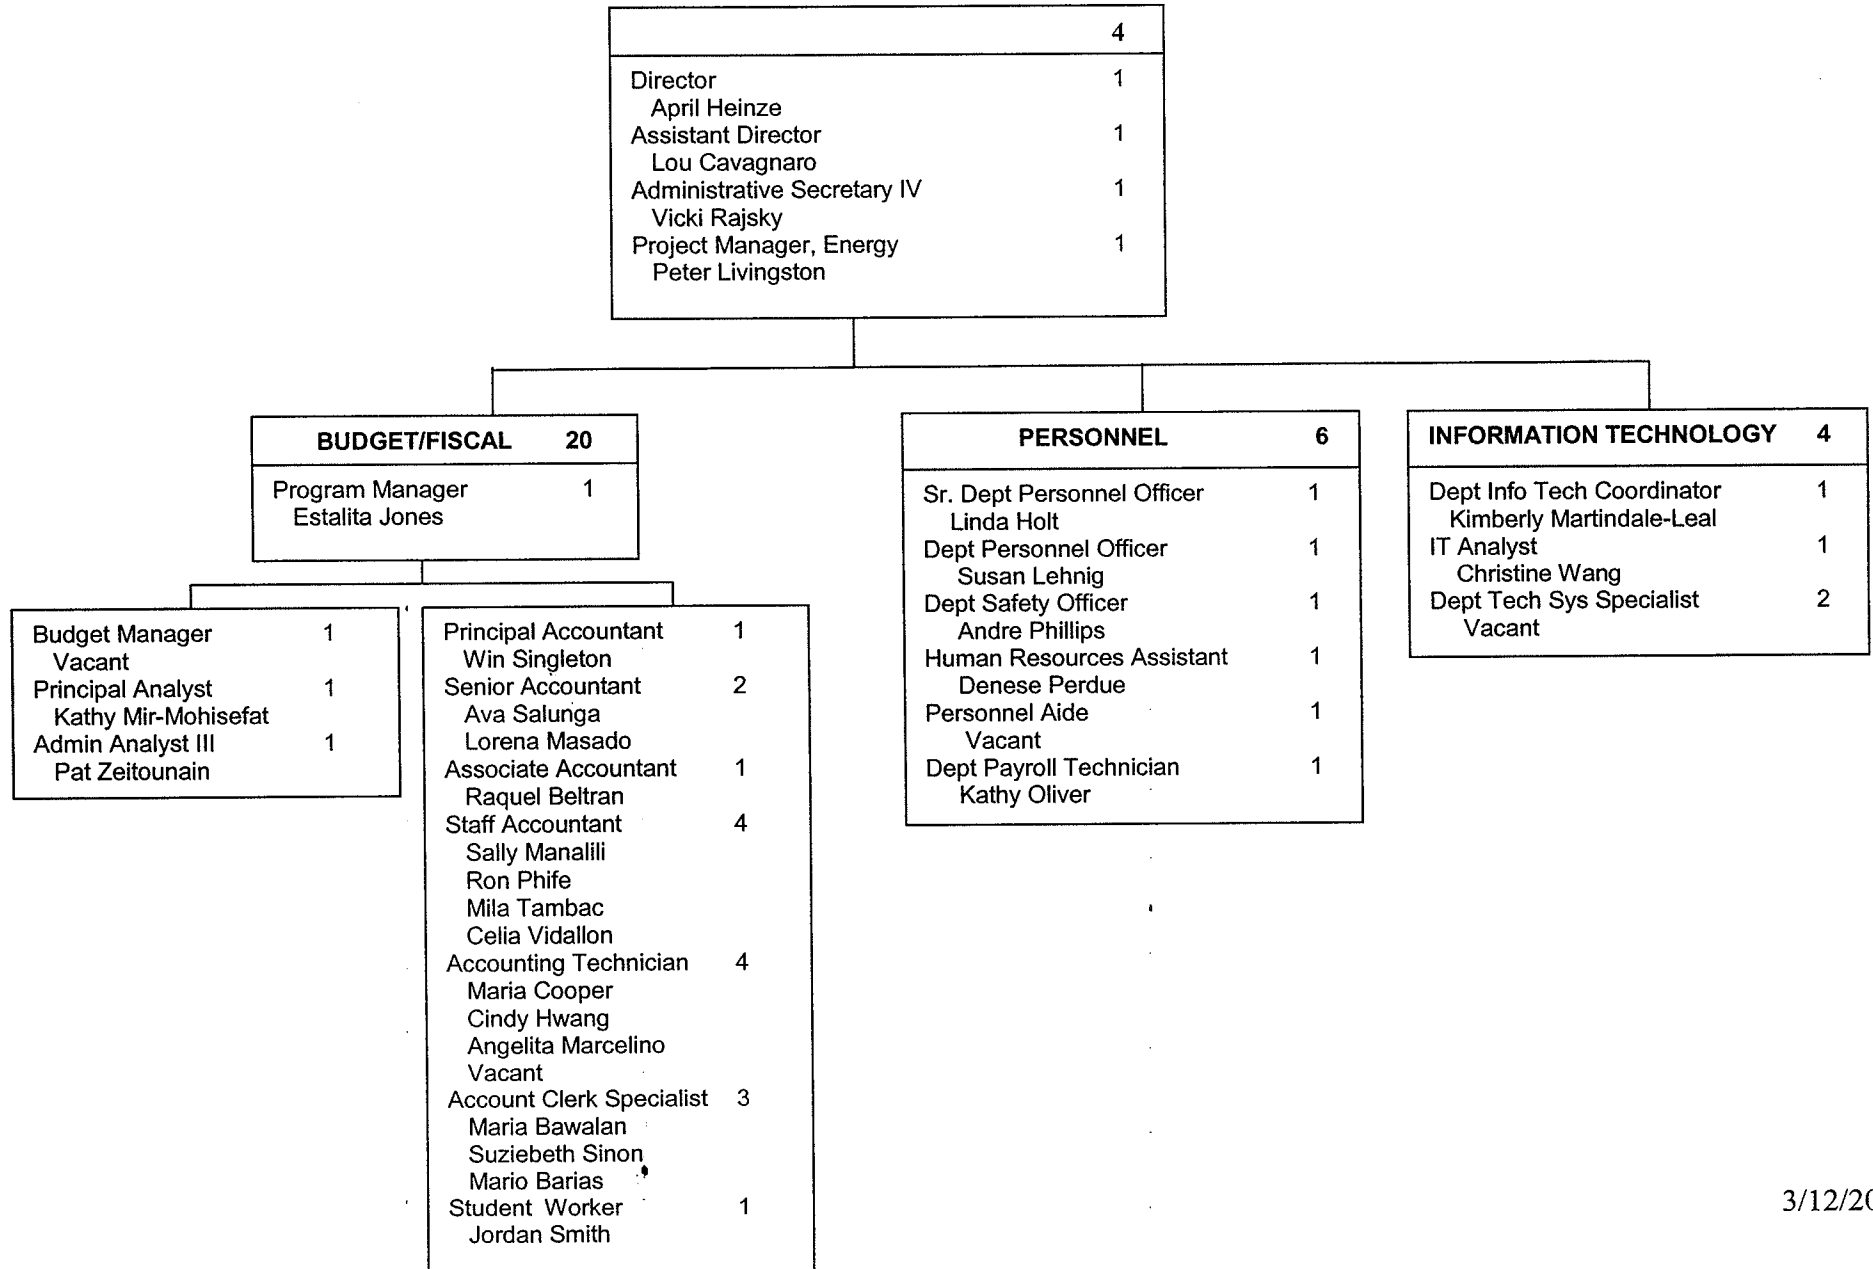 4
Director 1
April Heinze
Assistant Director 1
Lou Cavagnaro
Administrative Secretary IV 1
Vicki Rajsky
Project Manager, Energy 1
Peter Livingston
BUDGET/FISCAL 20
Program Manager 1
Estalita Jones
Budget Manager 1
Vacant
Principal Analyst 1
Kathy Mir-Mohisefat
Admin Analyst III 1
Pat Zeitounain
Principal Accountant 1
Win Singleton
Senior Accountant 2
Ava Salunga
Lorena Masado
Associate Accountant 1
Raquel Beltran
Staff Accountant 4
Sally Manalili
Ron Phife
Mila Tambac
Celia Vidallon
Accounting Technician 4
Maria Cooper
Cindy Hwang
Angelita Marcelino
Vacant
Account Clerk Specialist 3
Maria Bawalan
Suziebeth Sinon
Mario Barias
Student Worker 1
Jordan Smith
PERSONNEL 6
Sr. Dept Personnel Officer 1
Linda Holt
Dept Personnel Officer 1
Susan Lehnig
Dept Safety Officer 1
Andre Phillips
Human Resources Assistant 1
Denese Perdue
Personnel Aide 1
Vacant
Dept Payroll Technician 1
Kathy Oliver
INFORMATION TECHNOLOGY 4
Dept Info Tech Coordinator 1
Kimberly Martindale-Leal
IT Analyst 1
Christine Wang
Dept Tech Sys Specialist 2
Vacant
3/12/20